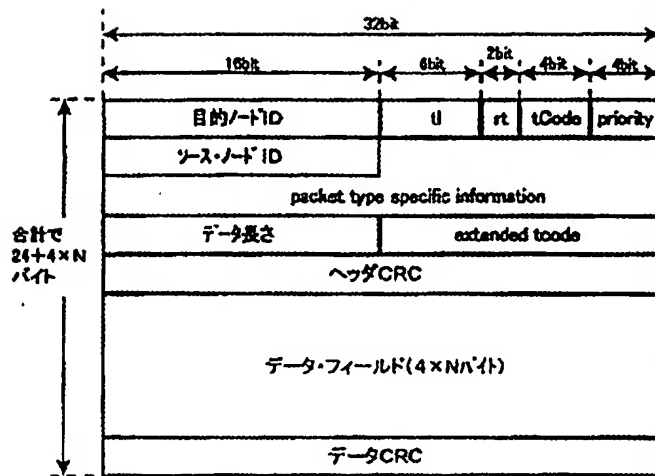 32bit
16bit 6bit 2bit 4bit 4bit
目的ノードID tl rt tCode priority
ソース・ノードID
packet type specific information
データ長さ extended tcode
ヘッダCRC
データ・フィールド(4×Nバイト)
データCRC
合計で
24+4×N
バイト